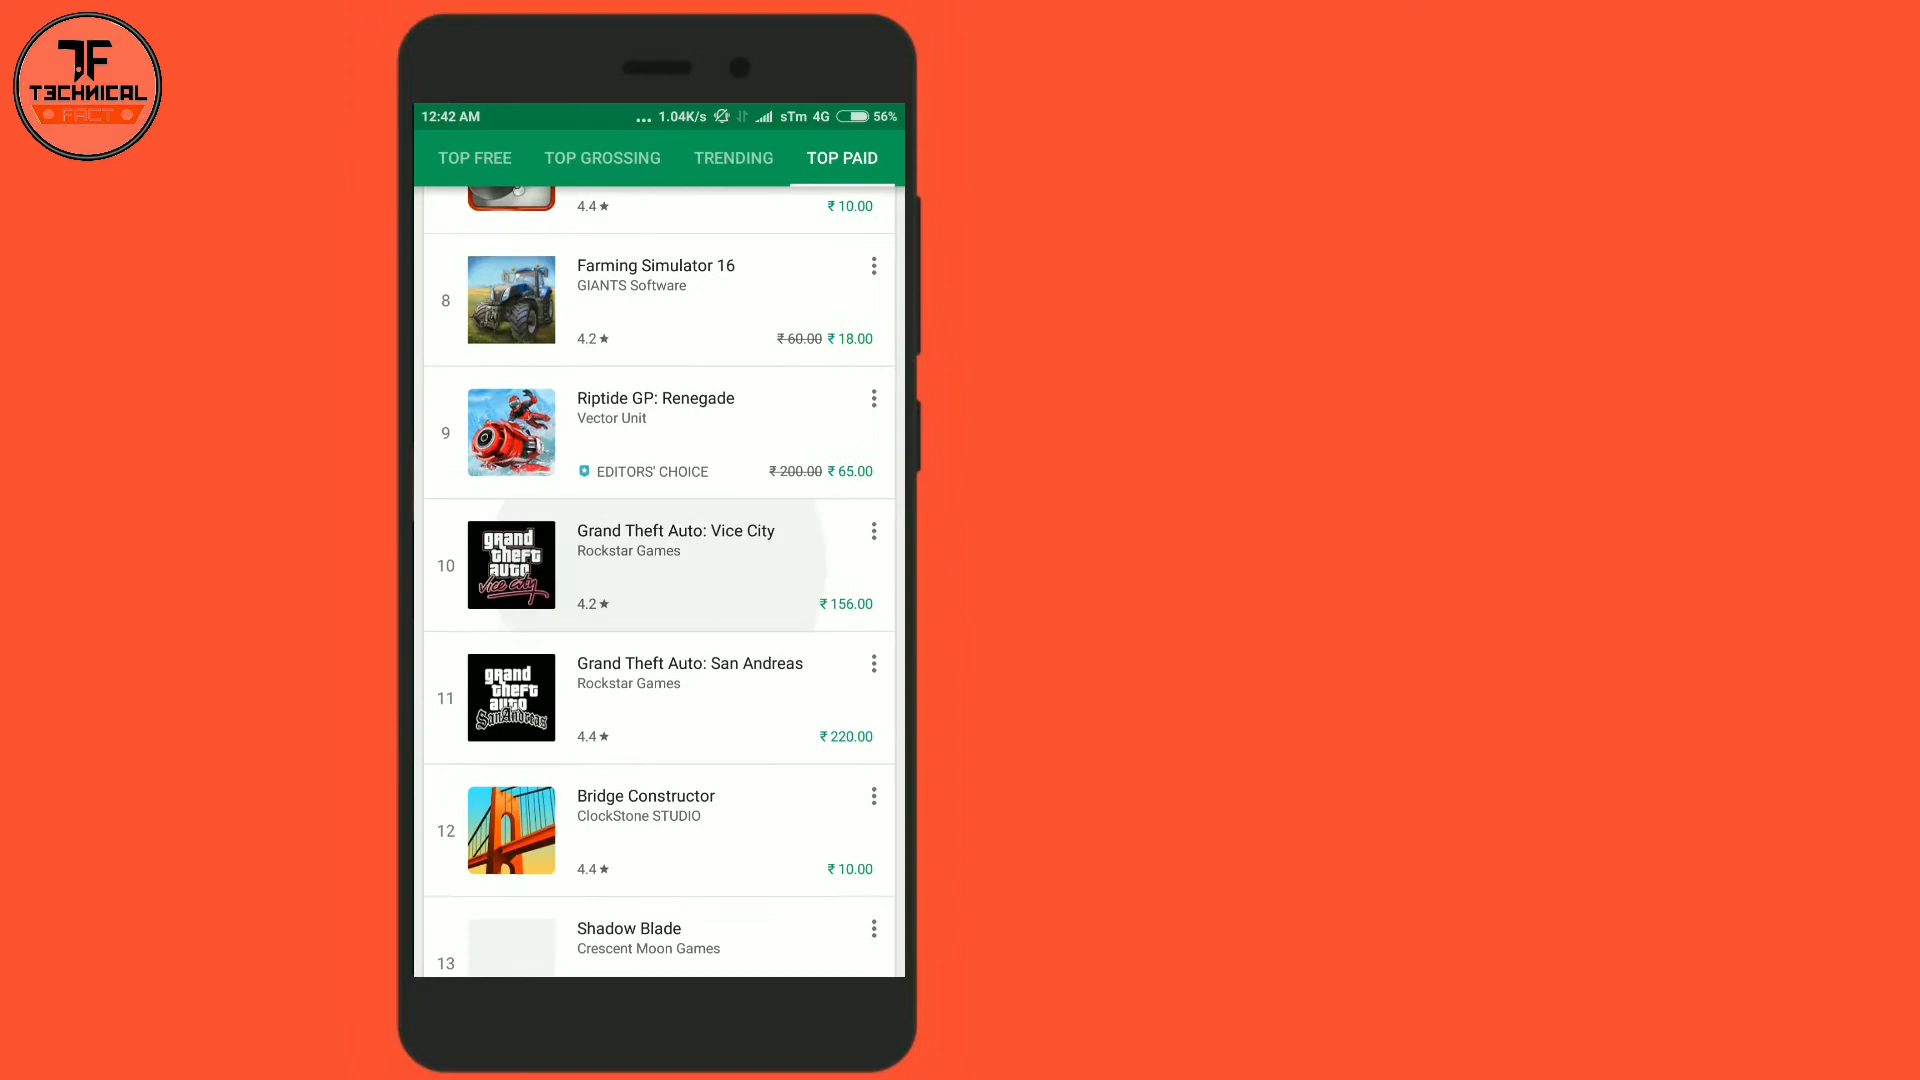 TF
T3CHNICAL
FACT
12:42 AM ... 1.04K/s sTm 4G 56%
TOP FREE TOP GROSSING TRENDING TOP PAID
4.4★ ₹ 10.00
8
Farming Simulator 16
GIANTS Software
4.2★ ₹ 60.00 ₹ 18.00
9
Riptide GP: Renegade
Vector Unit
EDITORS' CHOICE ₹ 200.00 ₹ 65.00
10
grand
theft
auto
vice city
Grand Theft Auto: Vice City
Rockstar Games
4.2★ ₹ 156.00
11
grand
theft
auto
San Andreas
Grand Theft Auto: San Andreas
Rockstar Games
4.4★ ₹ 220.00
12
Bridge Constructor
ClockStone STUDIO
4.4★ ₹ 10.00
13
Shadow Blade
Crescent Moon Games